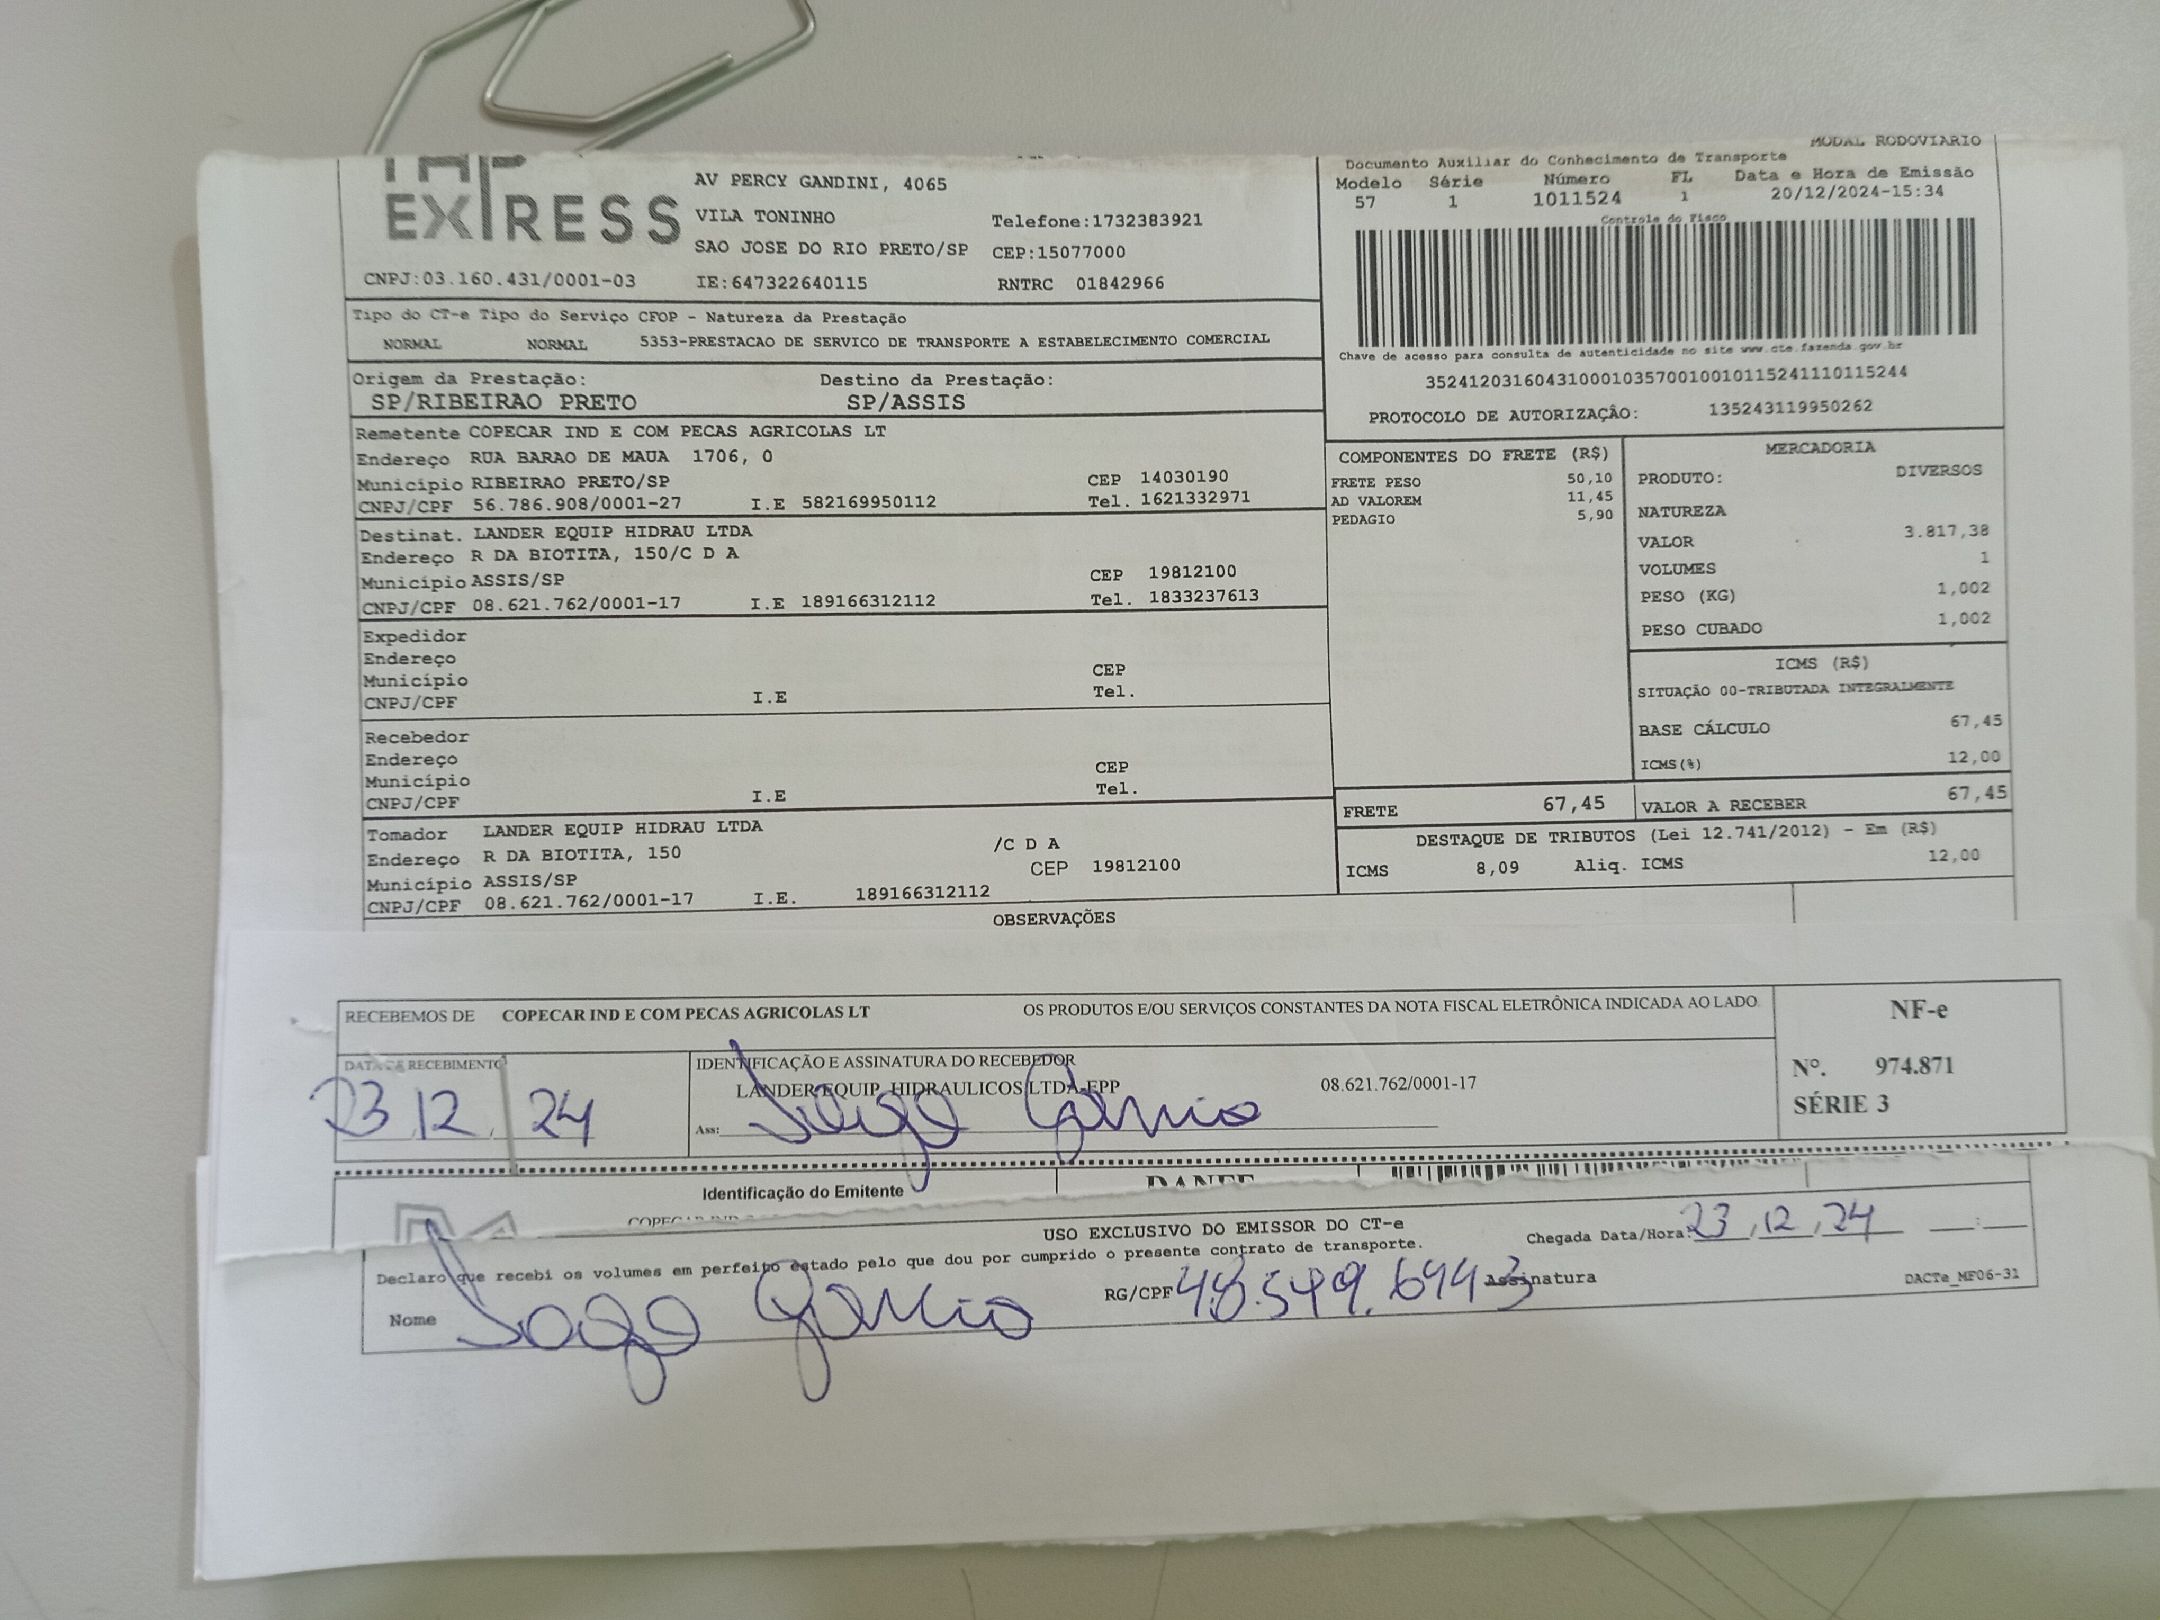 EXPRESS
AV PERCY GANDINI, 4065
VILA TONINHO Telefone:1732383921
SAO JOSE DO RIO PRETO/SP CEP:15077000
CNPJ:03.160.431/0001-03 IE:647322640115 RNTRC 01842966
MODAL RODOVIARIO
Documento Auxiliar do Conhecimento de Transporte
Modelo Série Número FL Data e Hora de Emissão
57 1 1011524 1 20/12/2024-15:34
Controle do Fisco
Chave de acesso para consulta de autenticidade no site www.cte.fazenda.gov.br
35241203160431000103570010010115241110115244
PROTOCOLO DE AUTORIZAÇÃO: 135243119950262
Tipo do CT-e Tipo do Serviço CFOP - Natureza da Prestação
NORMAL NORMAL 5353-PRESTACAO DE SERVICO DE TRANSPORTE A ESTABELECIMENTO COMERCIAL
Origem da Prestação: Destino da Prestação:
SP/RIBEIRAO PRETO SP/ASSIS
Remetente COPECAR IND E COM PECAS AGRICOLAS LT
Endereço RUA BARAO DE MAUA 1706, 0
Município RIBEIRAO PRETO/SP CEP 14030190
CNPJ/CPF 56.786.908/0001-27 I.E 582169950112 Tel. 1621332971
Destinat. LANDER EQUIP HIDRAU LTDA
Endereço R DA BIOTITA, 150/C D A
Município ASSIS/SP CEP 19812100
CNPJ/CPF 08.621.762/0001-17 I.E 189166312112 Tel. 1833237613
Expedidor
Endereço
Município CEP
CNPJ/CPF I.E Tel.
Recebedor
Endereço
Município CEP
CNPJ/CPF I.E Tel.
Tomador LANDER EQUIP HIDRAU LTDA
Endereço R DA BIOTITA, 150 /C D A
Município ASSIS/SP CEP 19812100
CNPJ/CPF 08.621.762/0001-17 I.E. 189166312112
COMPONENTES DO FRETE (R$)
FRETE PESO 50,10
AD VALOREM 11,45
PEDAGIO 5,90
MERCADORIA
PRODUTO: DIVERSOS
NATUREZA
VALOR 3.817,38
VOLUMES 1
PESO (KG) 1,002
PESO CUBADO 1,002
ICMS (R$)
SITUAÇÃO 00-TRIBUTADA INTEGRALMENTE
BASE CÁLCULO 67,45
ICMS(%) 12,00
FRETE 67,45 VALOR A RECEBER 67,45
DESTAQUE DE TRIBUTOS (Lei 12.741/2012) - Em (R$)
ICMS 8,09 Aliq. ICMS 12,00
OBSERVAÇÕES
RECEBEMOS DE COPECAR IND E COM PECAS AGRICOLAS LT OS PRODUTOS E/OU SERVIÇOS CONSTANTES DA NOTA FISCAL ELETRÔNICA INDICADA AO LADO
NF-e
Nº. 974.871
SÉRIE 3
DATA DE RECEBIMENTO
23 12 24
IDENTIFICAÇÃO E ASSINATURA DO RECEBEDOR
LANDER EQUIP. HIDRAULICOS LTDA-EPP 08.621.762/0001-17
Ass:
Identificação do Emitente DANFE
USO EXCLUSIVO DO EMISSOR DO CT-e
Chegada Data/Hora: 23,12,24 __:__
Declaro que recebi os volumes em perfeito estado pelo que dou por cumprido o presente contrato de transporte.
Nome RG/CPF 48.549.694-3 Assinatura DACTe_MF06-31